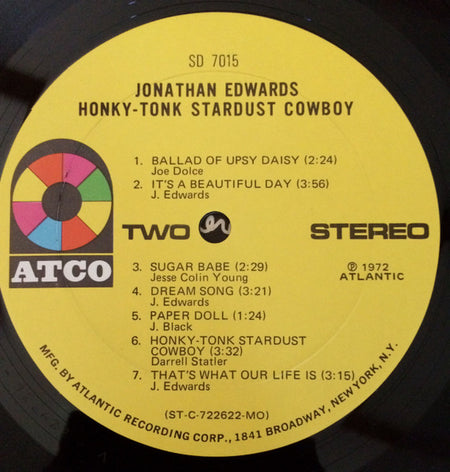 SD 7015
JONATHAN EDWARDS
HONKY-TONK STARDUST COWBOY
1. BALLAD OF UPSY DAISY (2:24)
Joe Dolce
2. IT'S A BEAUTIFUL DAY (3:56)
J. Edwards
TWO
STEREO
ATCO
3. SUGAR BABE (2:29)
Jesse Colin Young
4. DREAM SONG (3:21)
J. Edwards
5. PAPER DOLL (1:24)
J. Black
6. HONKY-TONK STARDUST
COWBOY (3:32)
Darrell Statler
7. THAT'S WHAT OUR LIFE IS (3:15)
J. Edwards
℗ 1972
ATLANTIC
(ST-C-722622-MO)
MFG. BY ATLANTIC RECORDING CORP., 1841 BROADWAY, NEW YORK, N.Y.